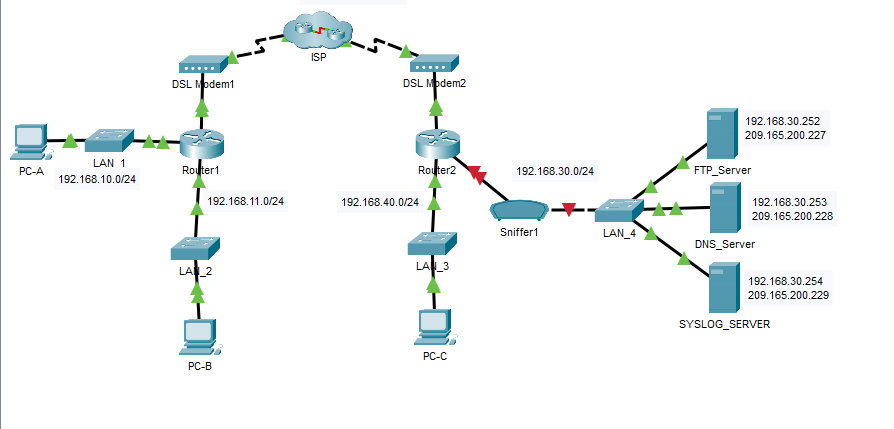 ISP
DSL Modem1
DSL Modem2
PC-A
LAN_1
192.168.10.0/24
Router1
192.168.11.0/24
LAN_2
PC-B
Router2
192.168.40.0/24
LAN_3
PC-C
192.168.30.0/24
Sniffer1
LAN_4
192.168.30.252
209.165.200.227
FTP_Server
192.168.30.253
209.165.200.228
DNS_Server
192.168.30.254
209.165.200.229
SYSLOG_SERVER